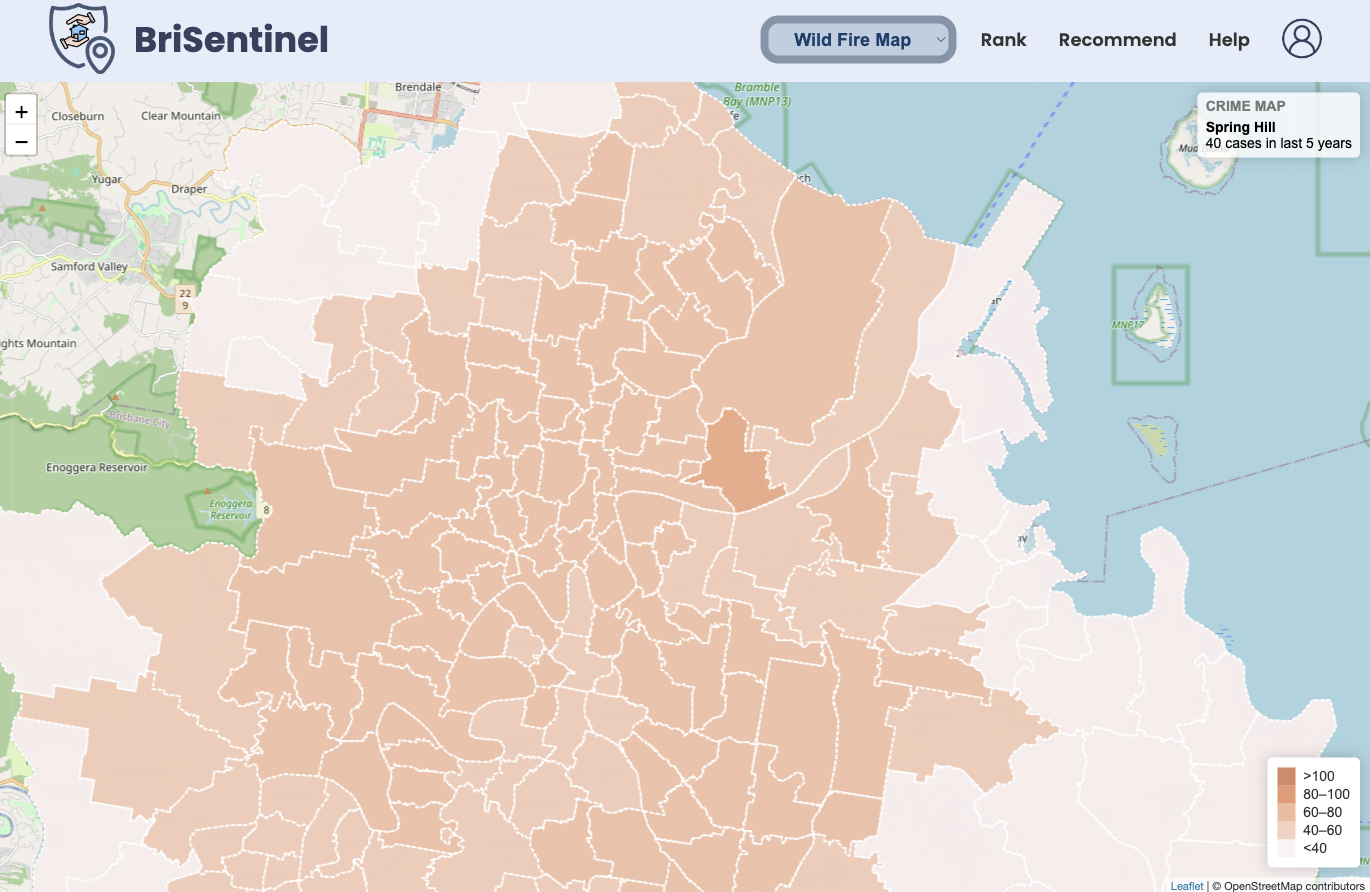 BriSentinel
Wild Fire Map
Rank
Recommend
Help
+
−
CRIME MAP
Spring Hill
40 cases in last 5 years
Closeburn
Clear Mountain
Brendale
Bramble
Bay (MNP13)
Yugar
Draper
Samford Valley
22
9
ghts Mountain
MNP17
Brisbane City
Enoggera Reservoir
Enoggera
Reservoir
8
>100
80–100
60–80
40–60
<40
Leaflet | © OpenStreetMap contributors